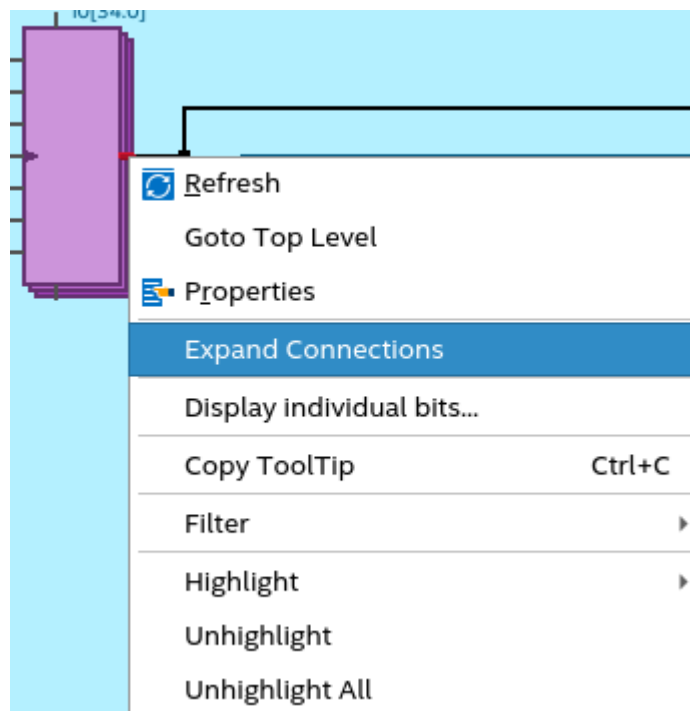 Refresh
Goto Top Level
Properties
Expand Connections
Display individual bits...
Copy ToolTip Ctrl+C
Filter
Highlight
Unhighlight
Unhighlight All